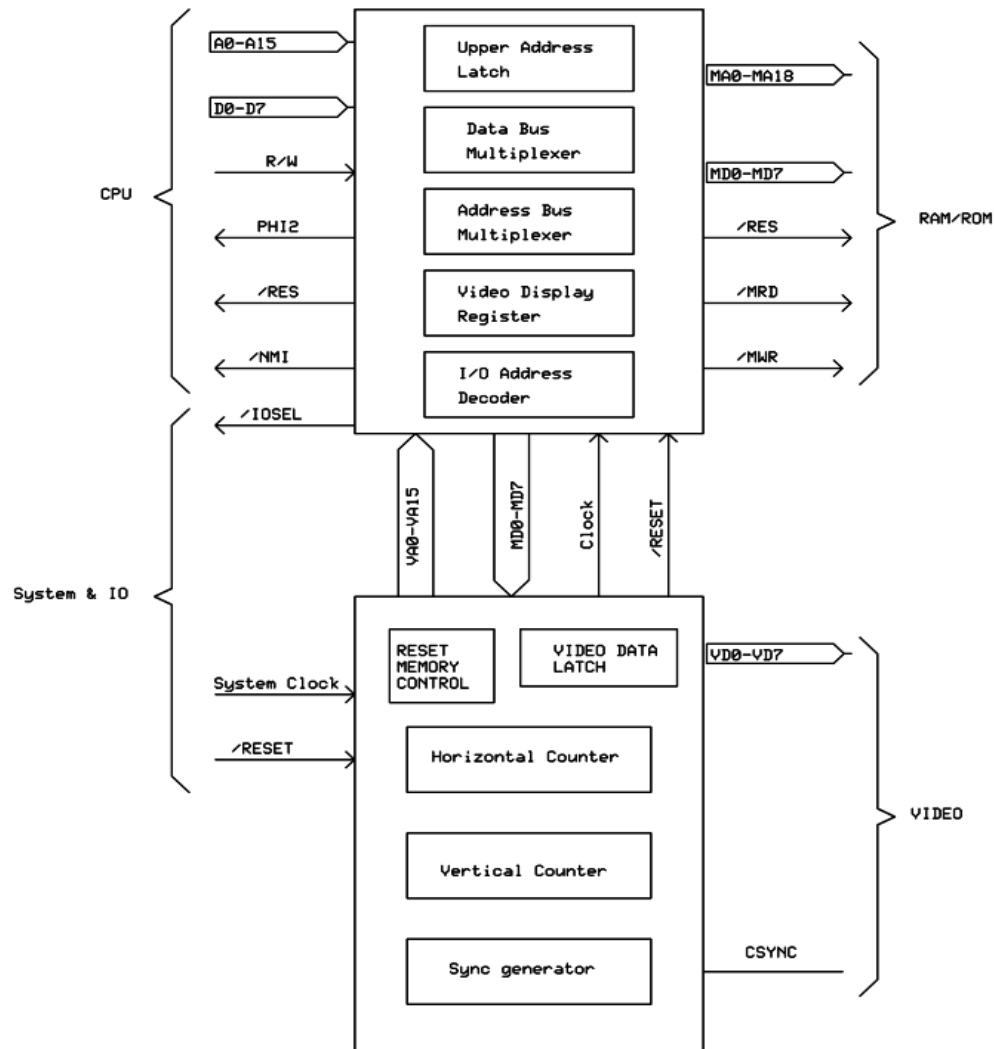 A0-A15
D0-D7
R/W
PHI2
/RES
/NMI
/IOSEL
CPU
Upper Address
Latch
Data Bus
Multiplexer
Address Bus
Multiplexer
Video Display
Register
I/O Address
Decoder
MA0-MA18
MD0-MD7
/RES
/MRD
/MWR
RAM/ROM
VA0-VA15
MD0-MD7
Clock
/RESET
System & IO
System Clock
/RESET
RESET
MEMORY
CONTROL
VIDEO DATA
LATCH
Horizontal Counter
Vertical Counter
Sync generator
VD0-VD7
CSYNC
VIDEO